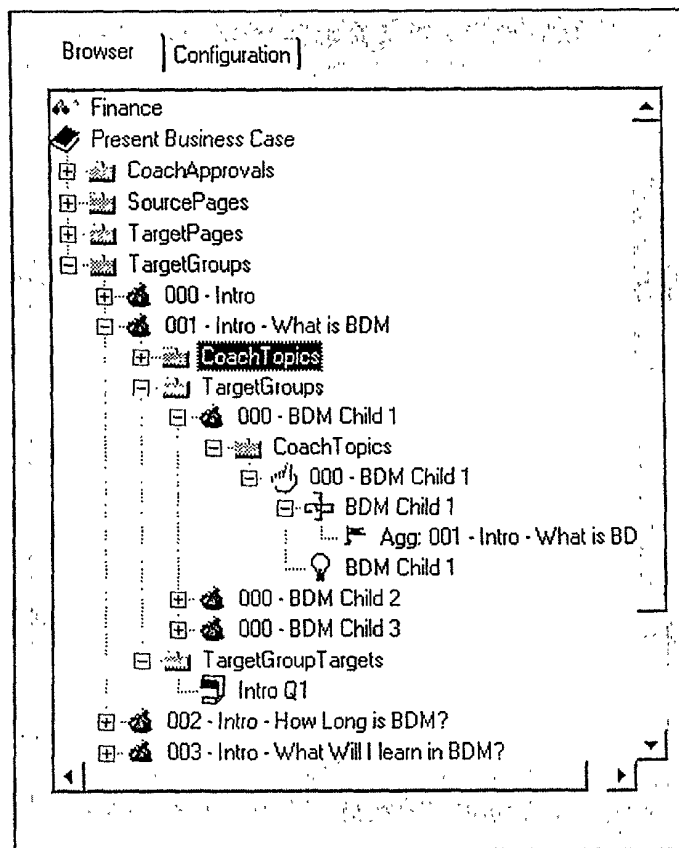 Browser Configuration
Finance
Present Business Case
CoachApprovals
SourcePages
TargetPages
TargetGroups
000 - Intro
001 - Intro - What is BDM
CoachTopics
TargetGroups
000 - BDM Child 1
CoachTopics
000 - BDM Child 1
BDM Child 1
Agg: 001 - Intro - What is BD
BDM Child 1
000 - BDM Child 2
000 - BDM Child 3
TargetGroupTargets
Intro Q1
002 - Intro - How Long is BDM?
003 - Intro - What Will I learn in BDM?